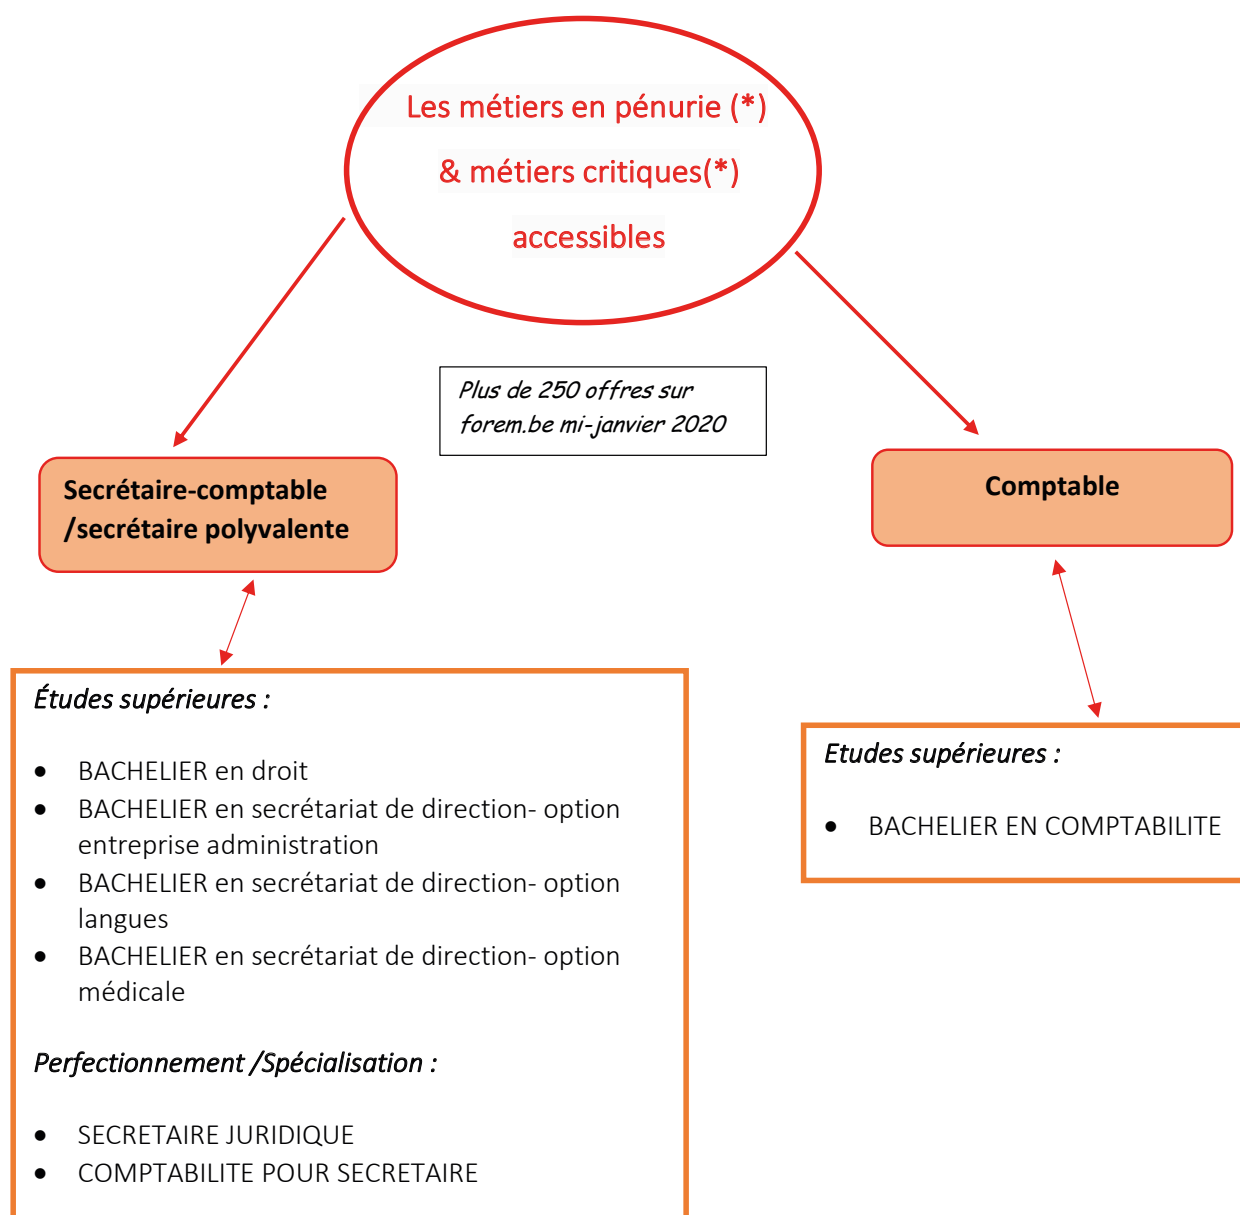 Les métiers en pénurie (*)
& métiers critiques(*)
accessibles
Plus de 250 offres sur
forem.be mi-janvier 2020
Secrétaire-comptable
/secrétaire polyvalente
Comptable
Études supérieures :
• BACHELIER en droit
• BACHELIER en secrétariat de direction- option
entreprise administration
• BACHELIER en secrétariat de direction- option
langues
• BACHELIER en secrétariat de direction- option
médicale
Perfectionnement /Spécialisation :
• SECRETAIRE JURIDIQUE
• COMPTABILITE POUR SECRETAIRE
Etudes supérieures :
• BACHELIER EN COMPTABILITE